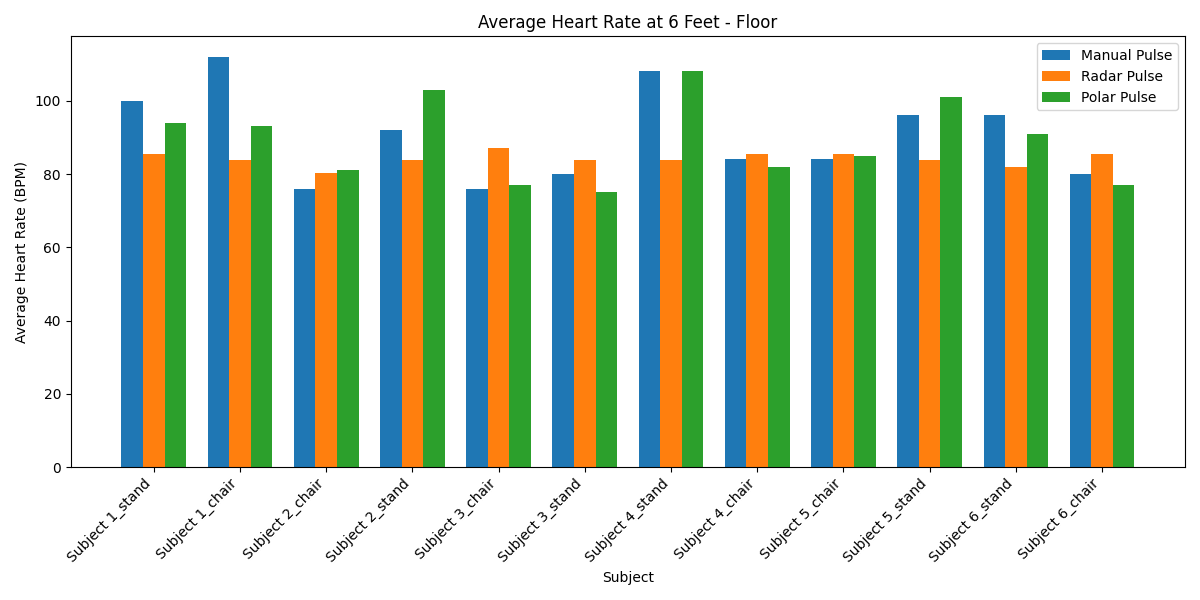 Average Heart Rate at 6 Feet - Floor
Manual Pulse
Radar Pulse
Polar Pulse
Average Heart Rate (BPM)
100
80
60
40
20
0
Subject 1_stand
Subject 1_chair
Subject 2_chair
Subject 2_stand
Subject 3_chair
Subject 3_stand
Subject 4_stand
Subject 4_chair
Subject 5_chair
Subject 5_stand
Subject 6_stand
Subject 6_chair
Subject